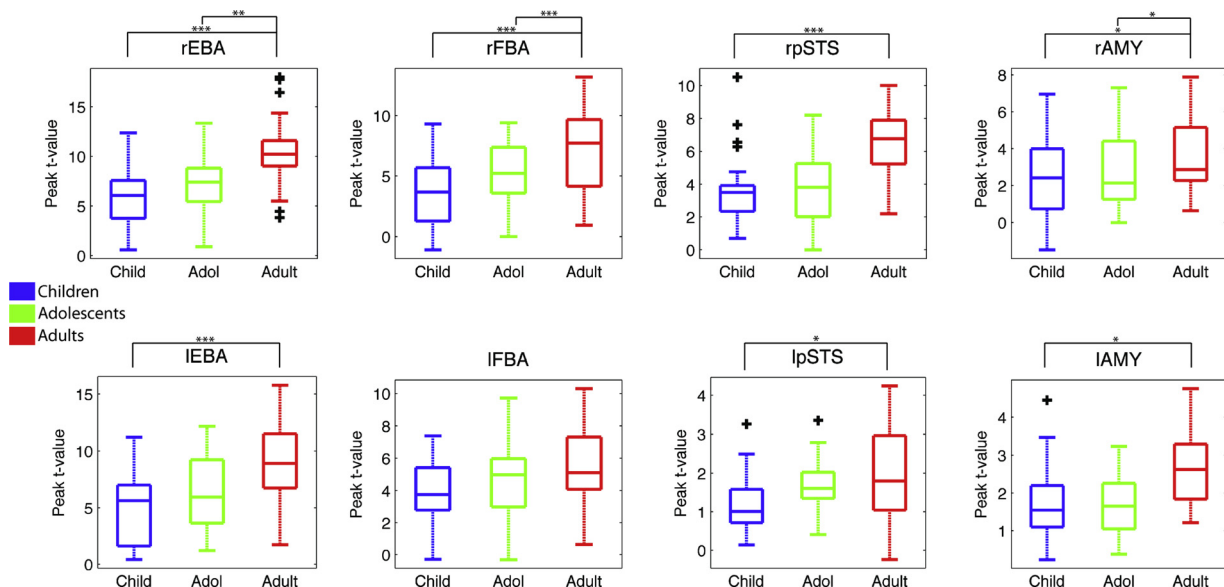 ** *** *** *
*** *** *** *
rEBA rFBA rpSTS rAMY
Peak t-value
15
10
5
0
Child Adol Adult
Peak t-value
10
5
0
Child Adol Adult
Peak t-value
10
8
6
4
2
0
Child Adol Adult
Peak t-value
8
6
4
2
0
Child Adol Adult
Children
Adolescents
Adults
*** * *
lEBA lFBA lpSTS lAMY
Peak t-value
15
10
5
0
Child Adol Adult
Peak t-value
10
8
6
4
2
0
Child Adol Adult
Peak t-value
4
3
2
1
0
Child Adol Adult
Peak t-value
4
3
2
1
Child Adol Adult